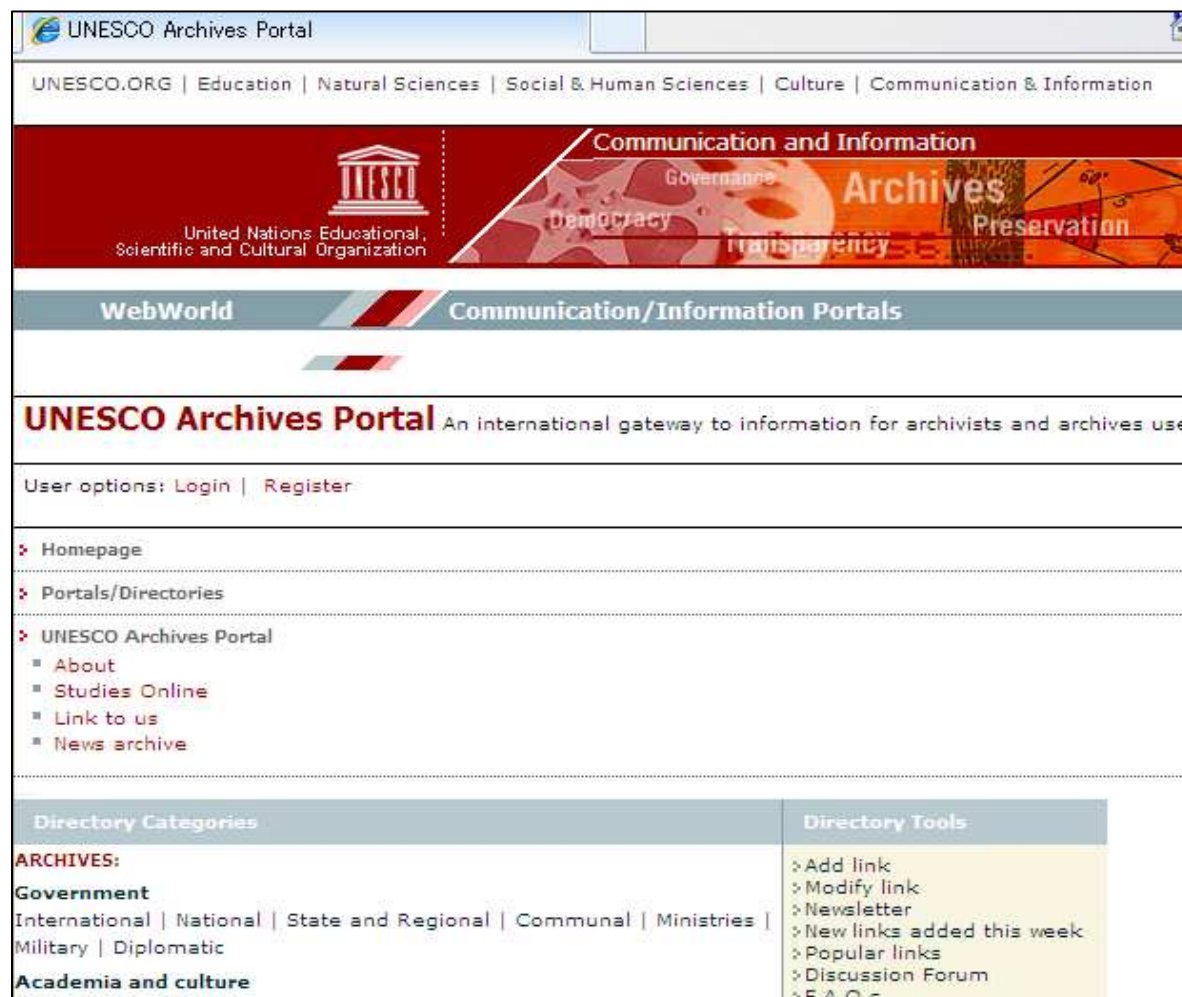 UNESCO Archives Portal
UNESCO.ORG | Education | Natural Sciences | Social & Human Sciences | Culture | Communication & Information
Communication and Information
UNESCO
United Nations Educational,
Scientific and Cultural Organization
Governance
Archives
Democracy
Preservation
Transparency
WebWorld
Communication/Information Portals
UNESCO Archives Portal An international gateway to information for archivists and archives use
User options: Login | Register
Homepage
Portals/Directories
UNESCO Archives Portal
About
Studies Online
Link to us
News archive
Directory Categories
ARCHIVES:
Government
International | National | State and Regional | Communal | Ministries |
Military | Diplomatic
Academia and culture
Directory Tools
>Add link
>Modify link
>Newsletter
>New links added this week
>Popular links
>Discussion Forum